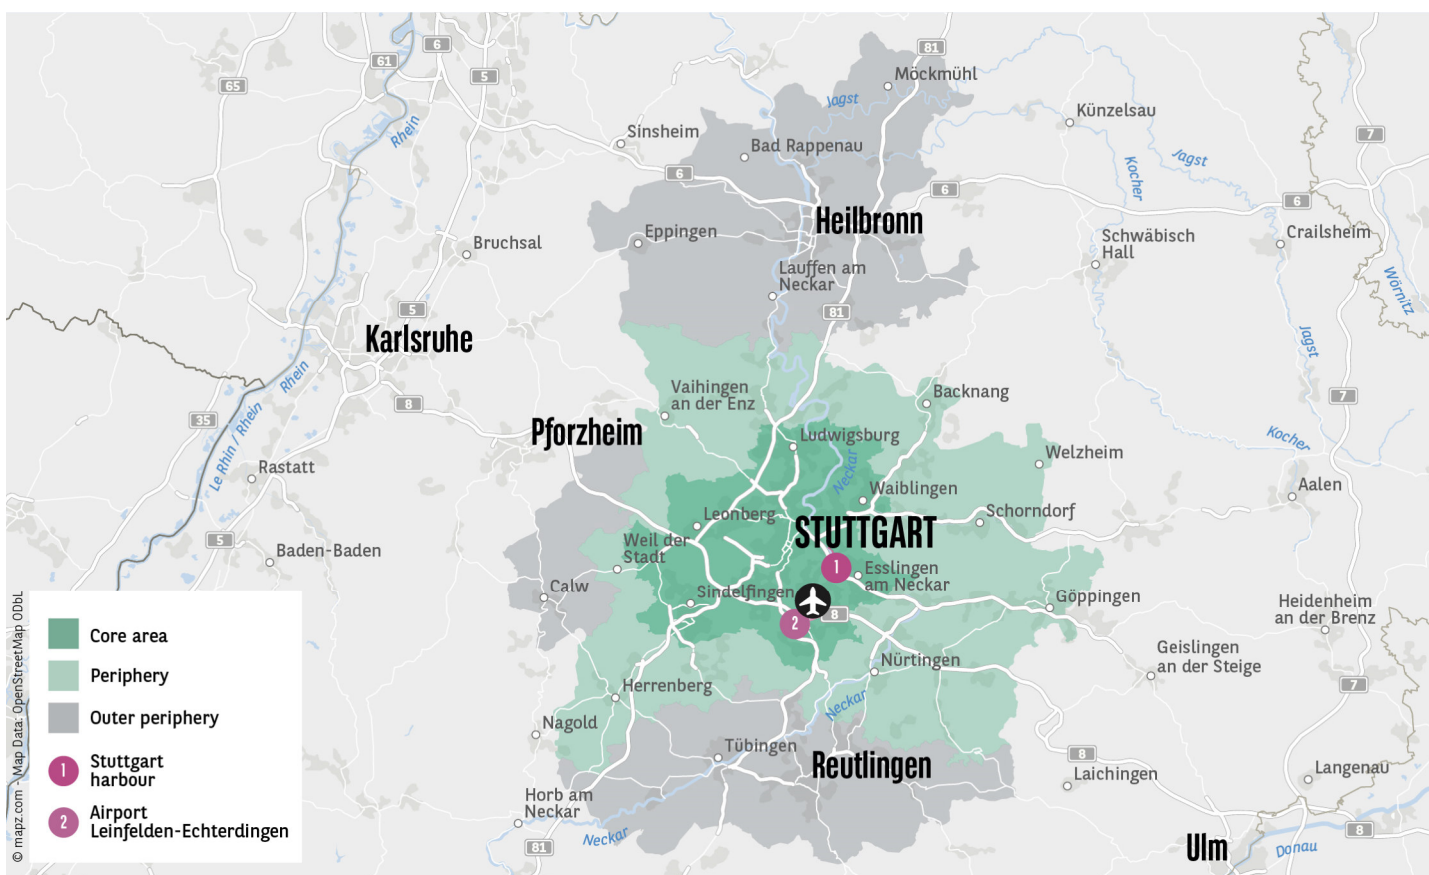 81
6
61
5
65
Möckmühl
Jagst
Künzelsau
Rhein
Sinsheim
7
Bad Rappenau
Jagst
Kocher
6
6
6
Heilbronn
Eppingen
Bruchsal
Schwäbisch
Hall
Crailsheim
Lauffen am
Neckar
Wörnitz
5
81
Karlsruhe
Jagst
Rhein
Vaihingen
an der Enz
Backnang
7
8
35
Le Rhin / Rhein
Pforzheim
Ludwigsburg
Kocher
Welzheim
Rastatt
Neckar
Waiblingen
Aalen
Leonberg
Schorndorf
STUTTGART
5
Weil der
Stadt
Baden-Baden
1
Esslingen
am Neckar
Calw
Sindelfingen
Göppingen
Heidenheim
an der Brenz
8
2
Core area
Geislingen
an der Steige
Nürtingen
Periphery
Herrenberg
7
Neckar
Outer periphery
Nagold
Tübingen
8
Reutlingen
1
Stuttgart
harbour
Laichingen
Langenau
Horb am
Neckar
2
Airport
Leinfelden-Echterdingen
Neckar
8
81
Ulm
Donau
© mapz.com - Map Data: OpenStreetMap ODbL